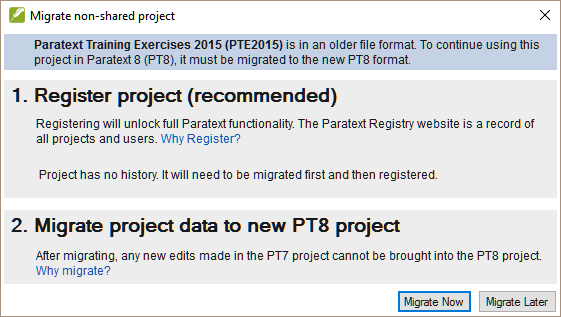 Migrate non-shared project
Paratext Training Exercises 2015 (PTE2015) is in an older file format. To continue using this
project in Paratext 8 (PT8), it must be migrated to the new PT8 format.
1. Register project (recommended)
Registering will unlock full Paratext functionality. The Paratext Registry website is a record of
all projects and users. Why Register?
Project has no history. It will need to be migrated first and then registered.
2. Migrate project data to new PT8 project
After migrating, any new edits made in the PT7 project cannot be brought into the PT8 project.
Why migrate?
Migrate Now Migrate Later